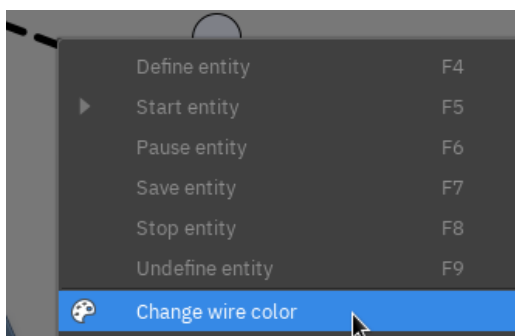 Define entity F4
Start entity F5
Pause entity F6
Save entity F7
Stop entity F8
Undefine entity F9
Change wire color